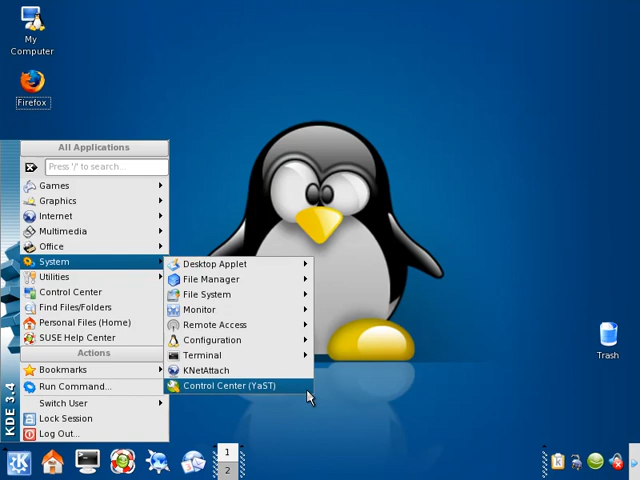 My
Computer
Firefox
All Applications
Press '/' to search...
Games
Graphics
Internet
Multimedia
Office
System
Utilities
Control Center
Find Files/Folders
Personal Files (Home)
SUSE Help Center
Actions
Bookmarks
Run Command...
Switch User
Lock Session
Log Out...
KDE 3.4
Desktop Applet
File Manager
File System
Monitor
Remote Access
Configuration
Terminal
KNetAttach
Control Center (YaST)
Trash
1
2